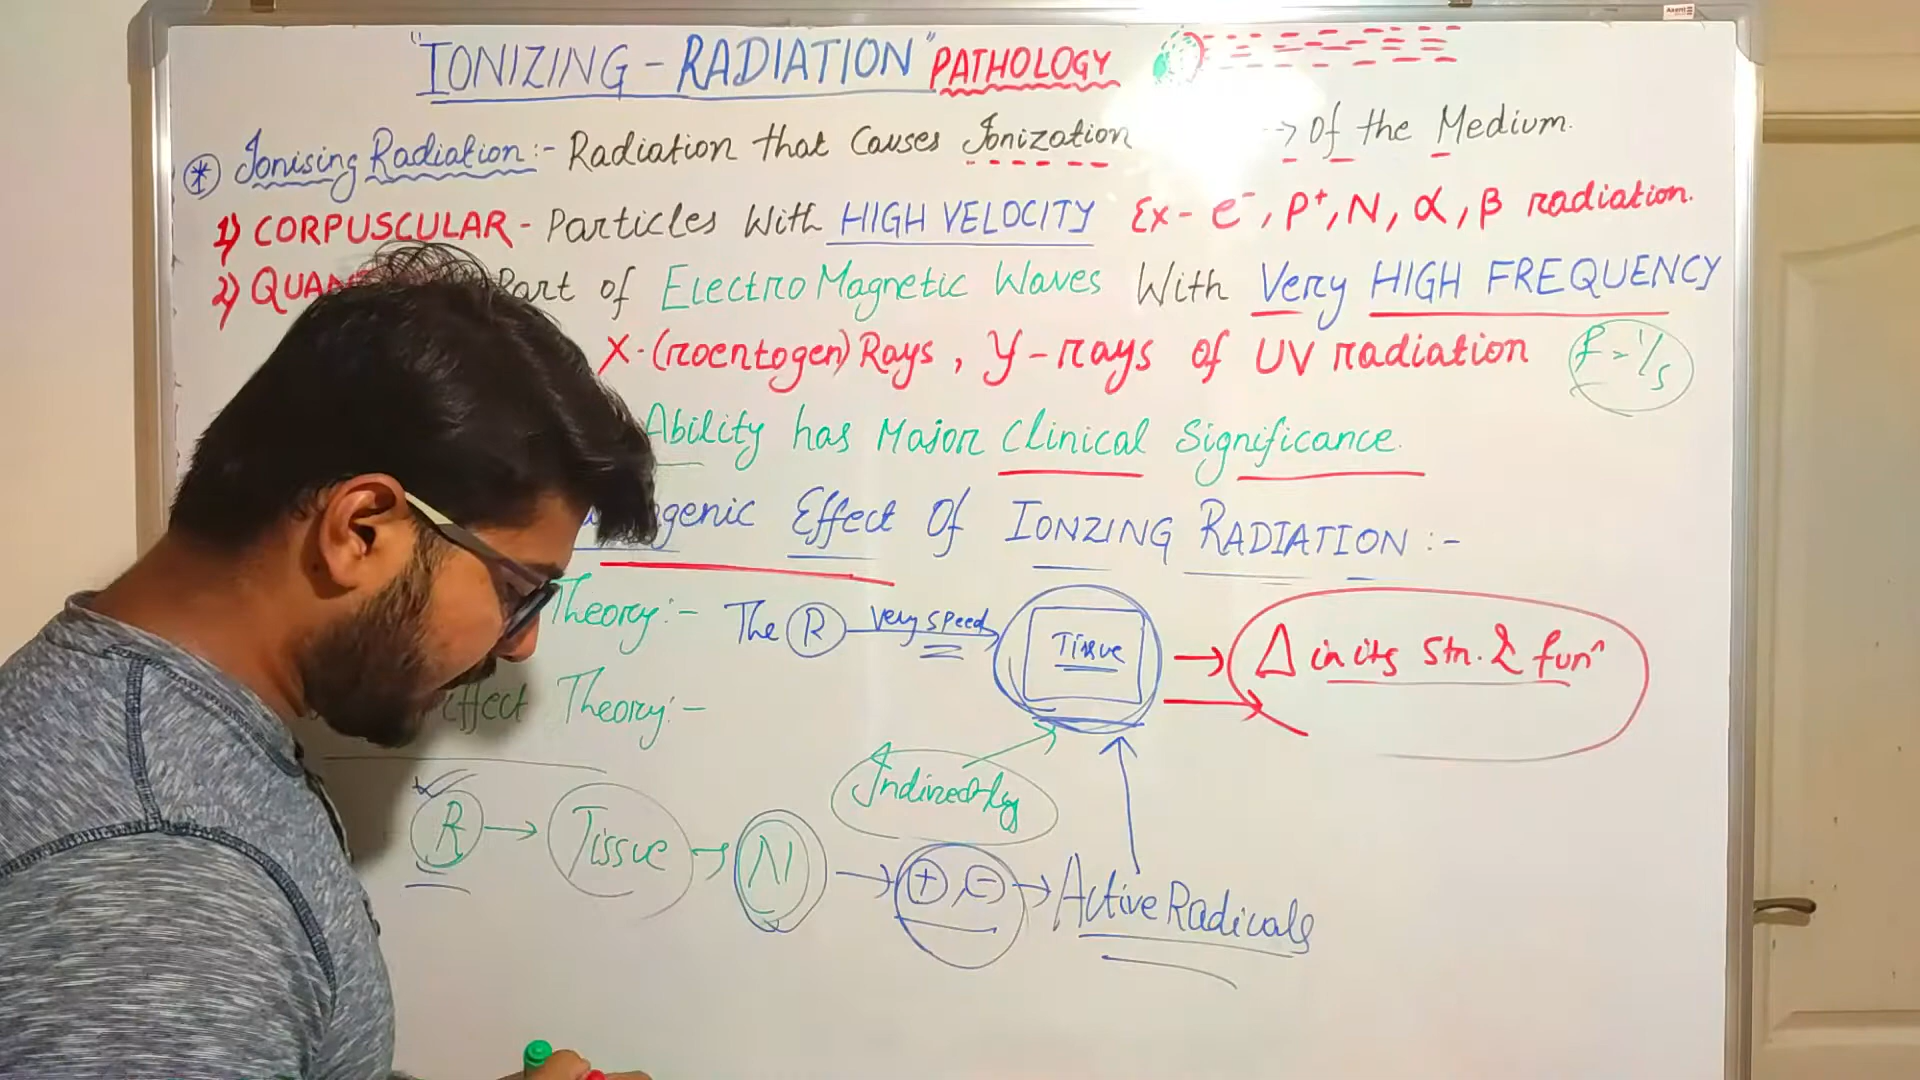 "IONIZING - RADIATION" PATHOLOGY
* Ionising Radiation:- Radiation that Causes Ionization --> Of the Medium.
1) CORPUSCULAR - Particles With HIGH VELOCITY Ex- e⁻, P⁺, N, α, β radiation.
2) QUAN Part of ElectroMagnetic Waves With Very HIGH FREQUENCY
X-(roentogen) Rays, γ-rays of UV radiation f = 1/s
Ability has Major Clinical Significance.
genic Effect Of IONZING RADIATION :-
Theory:- The R very speed Tissue → Δ in its Str. & funⁿ
ffect Theory:-
Indirectly
R → Tissue → N → + , - → Active Radicals